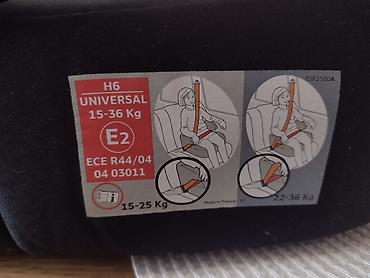 H6
UNIVERSAL
15-36 Kg
E2
ECE R44/04
04 03011
15-25 Kg
TSF2500A
Made in France
22-36 Kg